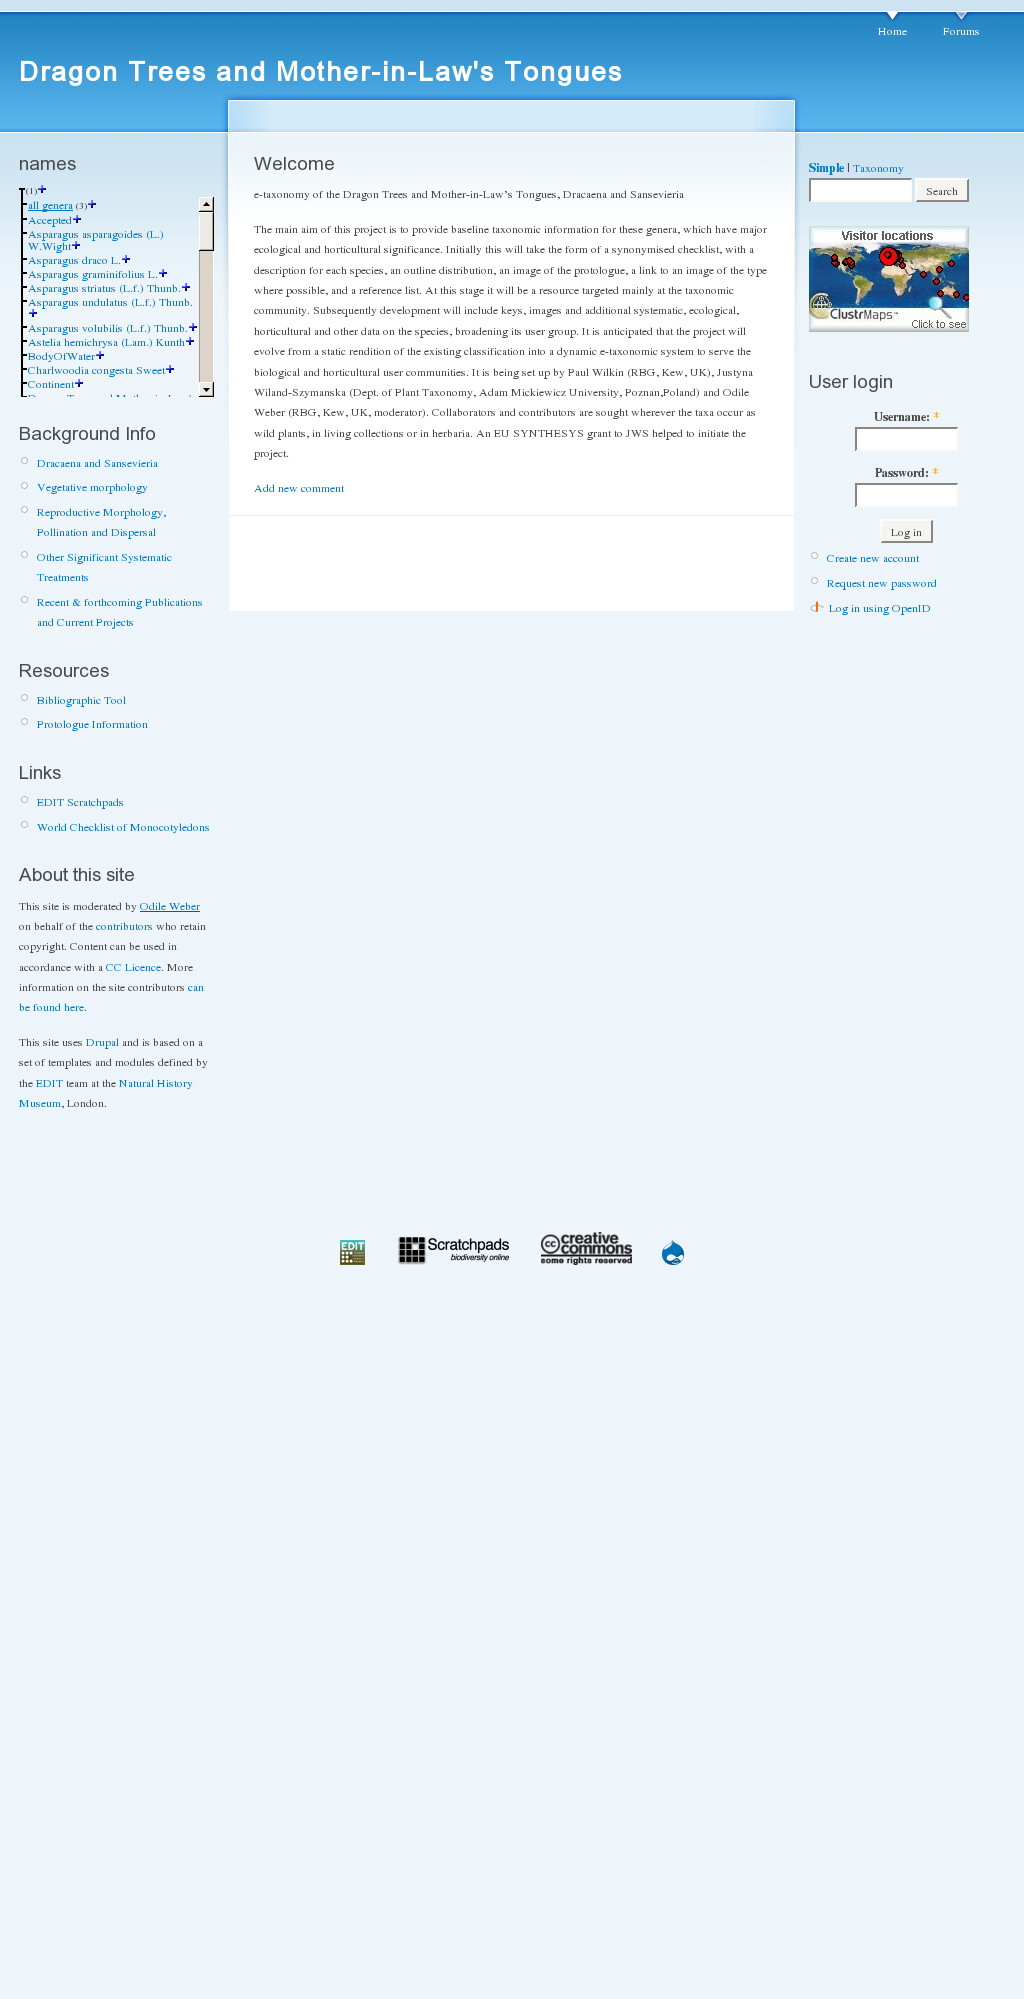 Home
Forums
Dragon Trees and Mother-in-Law's Tongues
names
(1)
all genera (3)
Accepted
Asparagus asparagoides (L.)
W.Wight
Asparagus draco L.
Asparagus graminifolius L.
Asparagus striatus (L.f.) Thunb.
Asparagus undulatus (L.f.) Thunb.
Asparagus volubilis (L.f.) Thunb.
Astelia hemichrysa (Lam.) Kunth
BodyOfWater
Charlwoodia congesta Sweet
Continent
Background Info
Dracaena and Sansevieria
Vegetative morphology
Reproductive Morphology,
Pollination and Dispersal
Other Significant Systematic
Treatments
Recent & forthcoming Publications
and Current Projects
Resources
Bibliographic Tool
Protologue Information
Links
EDIT Scratchpads
World Checklist of Monocotyledons
About this site
This site is moderated by Odile Weber
on behalf of the contributors who retain
copyright. Content can be used in
accordance with a CC Licence. More
information on the site contributors can
be found here.
This site uses Drupal and is based on a
set of templates and modules defined by
the EDIT team at the Natural History
Museum, London.
Welcome
e-taxonomy of the Dragon Trees and Mother-in-Law's Tongues, Dracaena and Sansevieria
The main aim of this project is to provide baseline taxonomic information for these genera, which have major
ecological and horticultural significance. Initially this will take the form of a synonymised checklist, with a
description for each species, an outline distribution, an image of the protologue, a link to an image of the type
where possible, and a reference list. At this stage it will be a resource targeted mainly at the taxonomic
community. Subsequently development will include keys, images and additional systematic, ecological,
horticultural and other data on the species, broadening its user group. It is anticipated that the project will
evolve from a static rendition of the existing classification into a dynamic e-taxonomic system to serve the
biological and horticultural user communities. It is being set up by Paul Wilkin (RBG, Kew, UK), Justyna
Wiland-Szymanska (Dept. of Plant Taxonomy, Adam Mickiewicz University, Poznan,Poland) and Odile
Weber (RBG, Kew, UK, moderator). Collaborators and contributors are sought wherever the taxa occur as
wild plants, in living collections or in herbaria. An EU SYNTHESYS grant to JWS helped to initiate the
project.
Add new comment
Simple | Taxonomy
Search
Visitor locations
ClustrMaps™
Click to see
User login
Username: *
Password: *
Log in
Create new account
Request new password
Log in using OpenID
EDIT
Scratchpads
biodiversity online
cc creative
commons
some rights reserved